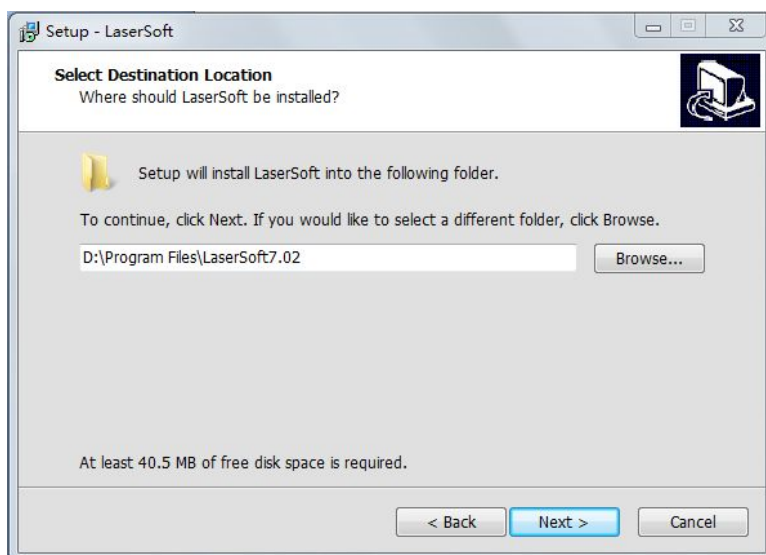 Setup - LaserSoft
Select Destination Location
Where should LaserSoft be installed?
Setup will install LaserSoft into the following folder.
To continue, click Next. If you would like to select a different folder, click Browse.
D:\Program Files\LaserSoft7.02
Browse...
At least 40.5 MB of free disk space is required.
< Back
Next >
Cancel